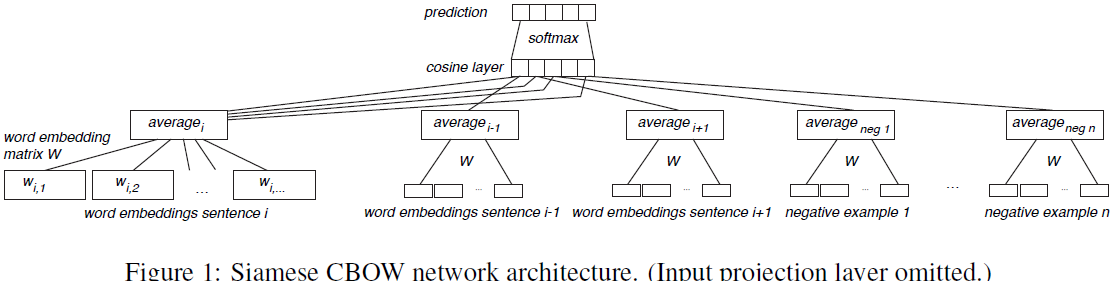 prediction
softmax
cosine layer
average i
average i-1
average i+1
average neg 1
average neg n
word embedding
matrix W
W
W
W
W
w i,1
w i,2
...
w i,...
...
...
...
...
...
word embeddings sentence i
word embeddings sentence i-1
word embeddings sentence i+1
negative example 1
negative example n
Figure 1: Siamese CBOW network architecture. (Input projection layer omitted.)